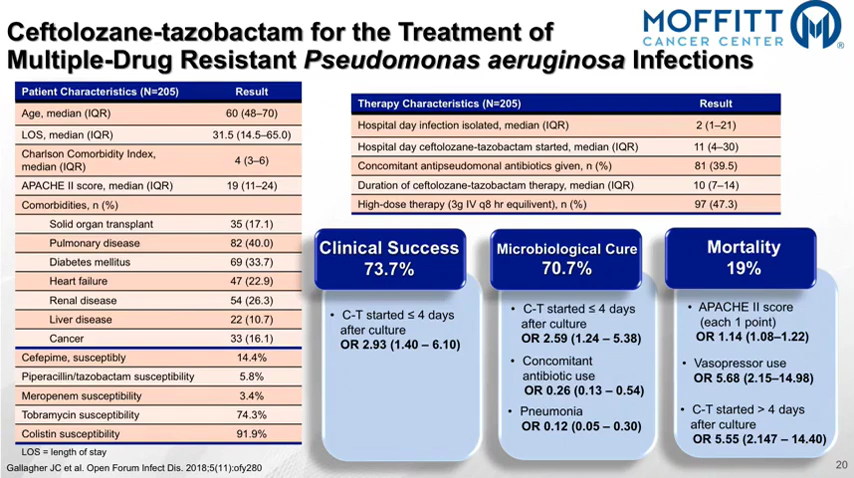 MOFFITT
CANCER CENTER
®
Ceftolozane-tazobactam for the Treatment of
Multiple-Drug Resistant Pseudomonas aeruginosa Infections
Patient Characteristics (N=205) Result
Age, median (IQR) 60 (48–70)
LOS, median (IQR) 31.5 (14.5–65.0)
Charlson Comorbidity Index,
median (IQR) 4 (3–6)
APACHE II score, median (IQR) 19 (11–24)
Comorbidities, n (%)
Solid organ transplant 35 (17.1)
Pulmonary disease 82 (40.0)
Diabetes mellitus 69 (33.7)
Heart failure 47 (22.9)
Renal disease 54 (26.3)
Liver disease 22 (10.7)
Cancer 33 (16.1)
Cefepime, susceptibly 14.4%
Piperacillin/tazobactam susceptibility 5.8%
Meropenem susceptibility 3.4%
Tobramycin susceptibility 74.3%
Colistin susceptibility 91.9%
LOS = length of stay
Gallagher JC et al. Open Forum Infect Dis. 2018;5(11):ofy280
Therapy Characteristics (N=205) Result
Hospital day infection isolated, median (IQR) 2 (1–21)
Hospital day ceftolozane-tazobactam started, median (IQR) 11 (4–30)
Concomitant antipseudomonal antibiotics given, n (%) 81 (39.5)
Duration of ceftolozane-tazobactam therapy, median (IQR) 10 (7–14)
High-dose therapy (3g IV q8 hr equilivent), n (%) 97 (47.3)
Clinical Success
73.7%
• C-T started ≤ 4 days
after culture
OR 2.93 (1.40 – 6.10)
Microbiological Cure
70.7%
• C-T started ≤ 4 days
after culture
OR 2.59 (1.24 – 5.38)
• Concomitant
antibiotic use
OR 0.26 (0.13 – 0.54)
• Pneumonia
OR 0.12 (0.05 – 0.30)
Mortality
19%
• APACHE II score
(each 1 point)
OR 1.14 (1.08–1.22)
• Vasopressor use
OR 5.68 (2.15–14.98)
• C-T started > 4 days
after culture
OR 5.55 (2.147 – 14.40)
20